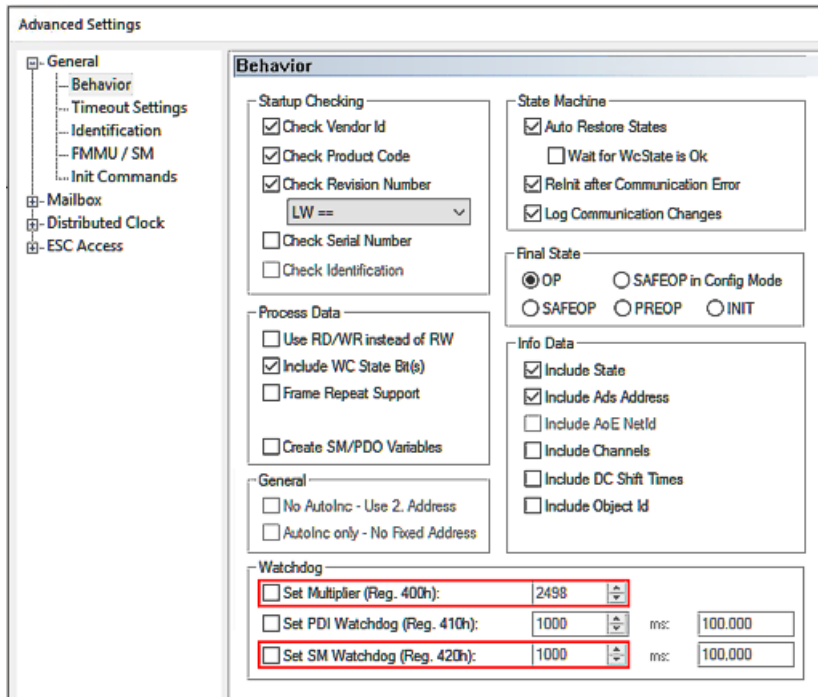 Advanced Settings
General
Behavior
Timeout Settings
Identification
FMMU / SM
Init Commands
Mailbox
Distributed Clock
ESC Access
Behavior
Startup Checking
Check Vendor Id
Check Product Code
Check Revision Number
LW ==
Check Serial Number
Check Identification
Process Data
Use RD/WR instead of RW
Include WC State Bit(s)
Frame Repeat Support
Create SM/PDO Variables
General
No AutoInc - Use 2. Address
AutoInc only - No Fixed Address
State Machine
Auto Restore States
Wait for WcState is Ok
ReInit after Communication Error
Log Communication Changes
Final State
OP SAFEOP in Config Mode
SAFEOP PREOP INIT
Info Data
Include State
Include Ads Address
Include AoE NetId
Include Channels
Include DC Shift Times
Include Object Id
Watchdog
Set Multiplier (Reg. 400h): 2498
Set PDI Watchdog (Reg. 410h): 1000 ms: 100.000
Set SM Watchdog (Reg. 420h): 1000 ms: 100.000